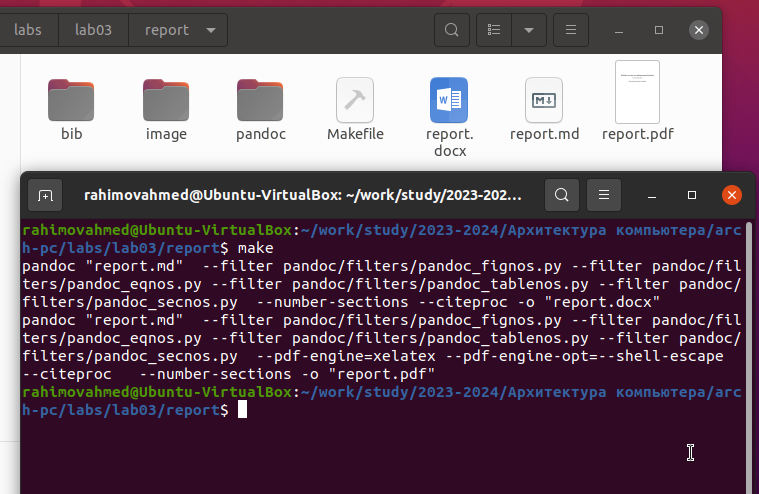 labs lab03 report
bib image pandoc Makefile report. report.md report.pdf
docx
rahimovahmed@Ubuntu-VirtualBox: ~/work/study/2023-202...
rahimovahmed@Ubuntu-VirtualBox:~/work/study/2023-2024/Архитектура компьютера/arc
h-pc/labs/lab03/report$ make
pandoc "report.md"  --filter pandoc/filters/pandoc_fignos.py --filter pandoc/fil
ters/pandoc_eqnos.py --filter pandoc/filters/pandoc_tablenos.py --filter pandoc/
filters/pandoc_secnos.py  --number-sections --citeproc -o "report.docx"
pandoc "report.md"  --filter pandoc/filters/pandoc_fignos.py --filter pandoc/fil
ters/pandoc_eqnos.py --filter pandoc/filters/pandoc_tablenos.py --filter pandoc/
filters/pandoc_secnos.py  --pdf-engine=xelatex --pdf-engine-opt=--shell-escape
--citeproc   --number-sections -o "report.pdf"
rahimovahmed@Ubuntu-VirtualBox:~/work/study/2023-2024/Архитектура компьютера/arc
h-pc/labs/lab03/report$